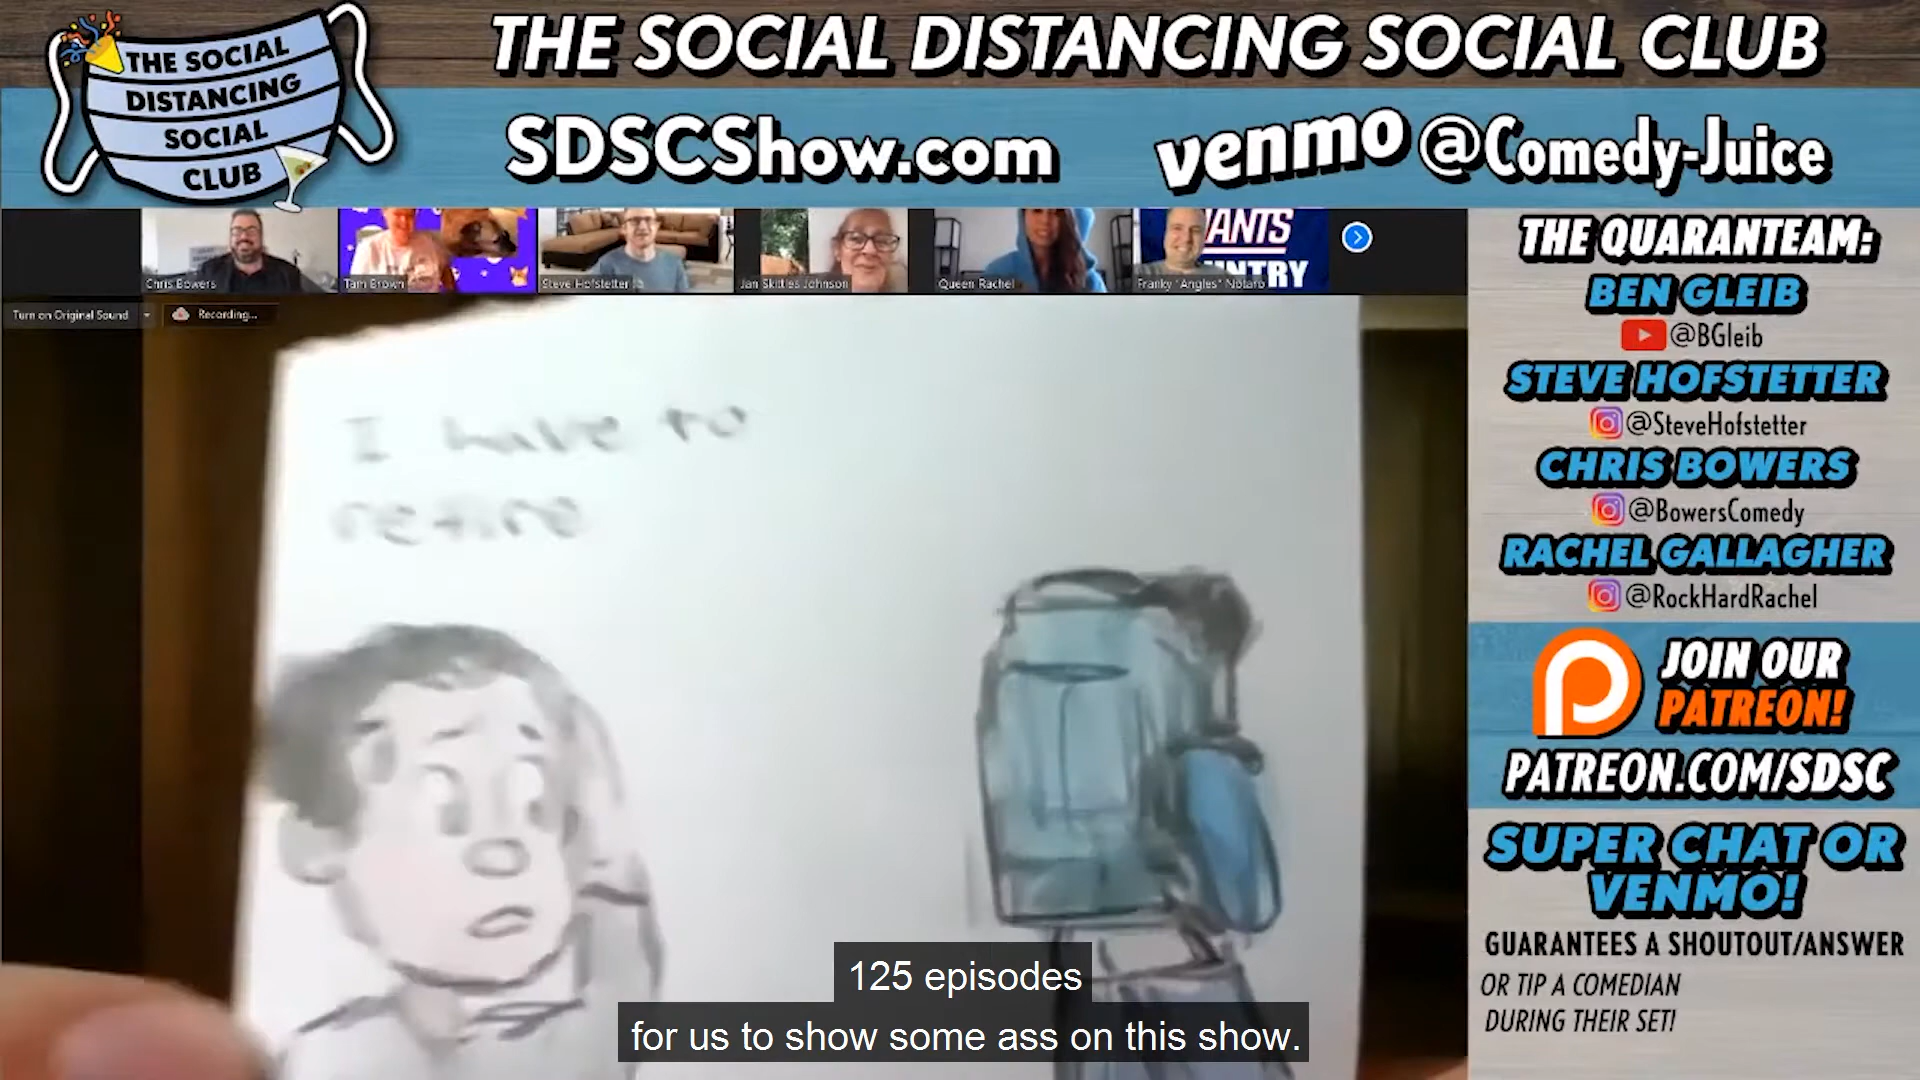 THE SOCIAL
DISTANCING
SOCIAL
CLUB
THE SOCIAL DISTANCING SOCIAL CLUB
SDSCShow.com
venmo @Comedy-Juice
Chris Bowers
Tam Brown
Steve Hofstetter
Jan Skittles Johnson
Queen Rachel
Franky "Angles" Notaro
IANTS
NTRY
Turn on Original Sound
Recording...
I have to
retire
125 episodes
for us to show some ass on this show.
THE QUARANTEAM:
BEN GLEIB
@BGleib
STEVE HOFSTETTER
@SteveHofstetter
CHRIS BOWERS
@BowersComedy
RACHEL GALLAGHER
@RockHardRachel
JOIN OUR
PATREON!
PATREON.COM/SDSC
SUPER CHAT OR
VENMO!
GUARANTEES A SHOUTOUT/ANSWER
OR TIP A COMEDIAN
DURING THEIR SET!